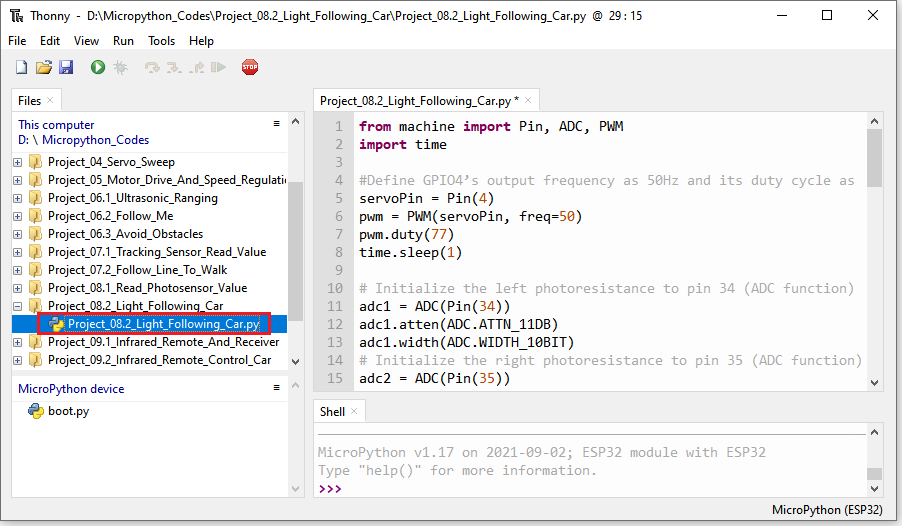 Thonny - D:\Micropython_Codes\Project_08.2_Light_Following_Car\Project_08.2_Light_Following_Car.py @ 29 : 15
File Edit View Run Tools Help
STOP
Files
This computer
D: \ Micropython_Codes
Project_04_Servo_Sweep
Project_05_Motor_Drive_And_Speed_Regulati
Project_06.1_Ultrasonic_Ranging
Project_06.2_Follow_Me
Project_06.3_Avoid_Obstacles
Project_07.1_Tracking_Sensor_Read_Value
Project_07.2_Follow_Line_To_Walk
Project_08.1_Read_Photosensor_Value
Project_08.2_Light_Following_Car
Project_08.2_Light_Following_Car.py
Project_09.1_Infrared_Remote_And_Receiver
Project_09.2_Infrared_Remote_Control_Car
MicroPython device
boot.py
Project_08.2_Light_Following_Car.py *
1 from machine import Pin, ADC, PWM
2 import time
3
4 #Define GPIO4’s output frequency as 50Hz and its duty cycle as
5 servoPin = Pin(4)
6 pwm = PWM(servoPin, freq=50)
7 pwm.duty(77)
8 time.sleep(1)
9
10 # Initialize the left photoresistance to pin 34 (ADC function)
11 adc1 = ADC(Pin(34))
12 adc1.atten(ADC.ATTN_11DB)
13 adc1.width(ADC.WIDTH_10BIT)
14 # Initialize the right photoresistance to pin 35 (ADC function)
15 adc2 = ADC(Pin(35))
Shell
MicroPython v1.17 on 2021-09-02; ESP32 module with ESP32
Type "help()" for more information.
>>>
MicroPython (ESP32)